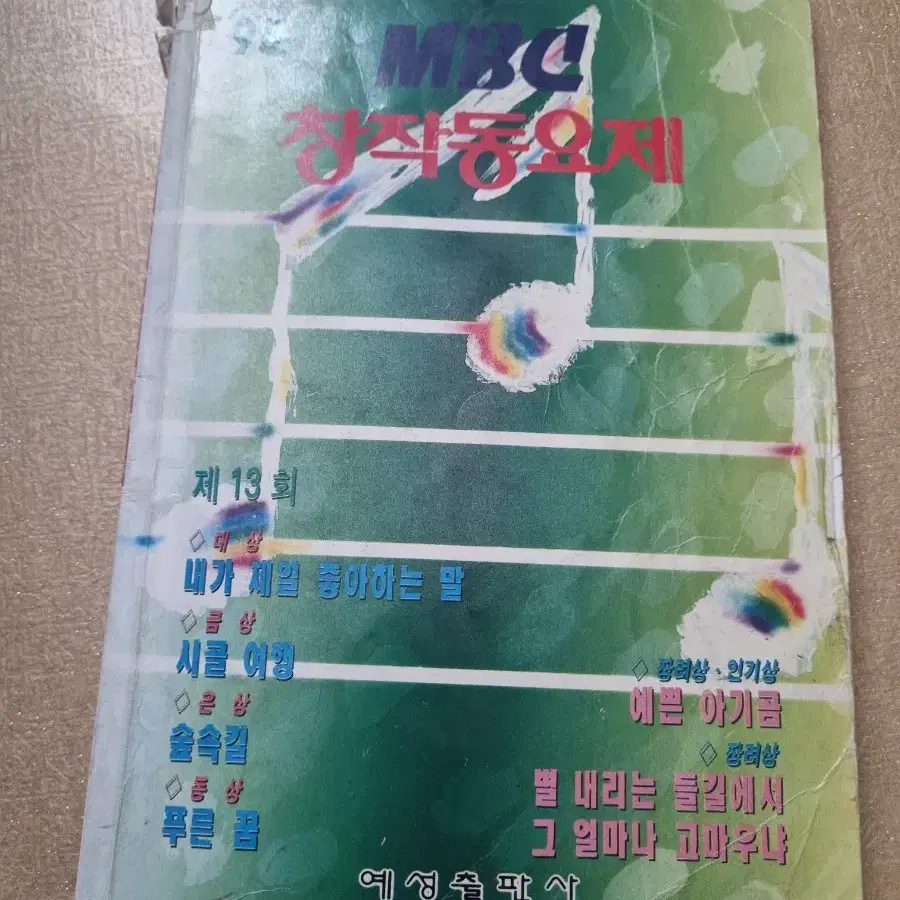 '95
MBC
창작동요제
제 13 회
◇ 대 상
내가 제일 좋아하는 말
◇ 금 상
시골 여행
◇ 은 상
숲속길
◇ 동 상
푸른 꿈
◇ 장려상·인기상
예쁜 아기곰
◇ 장려상
별 내리는 들길에서
그 얼마나 고마우냐
예성출판사